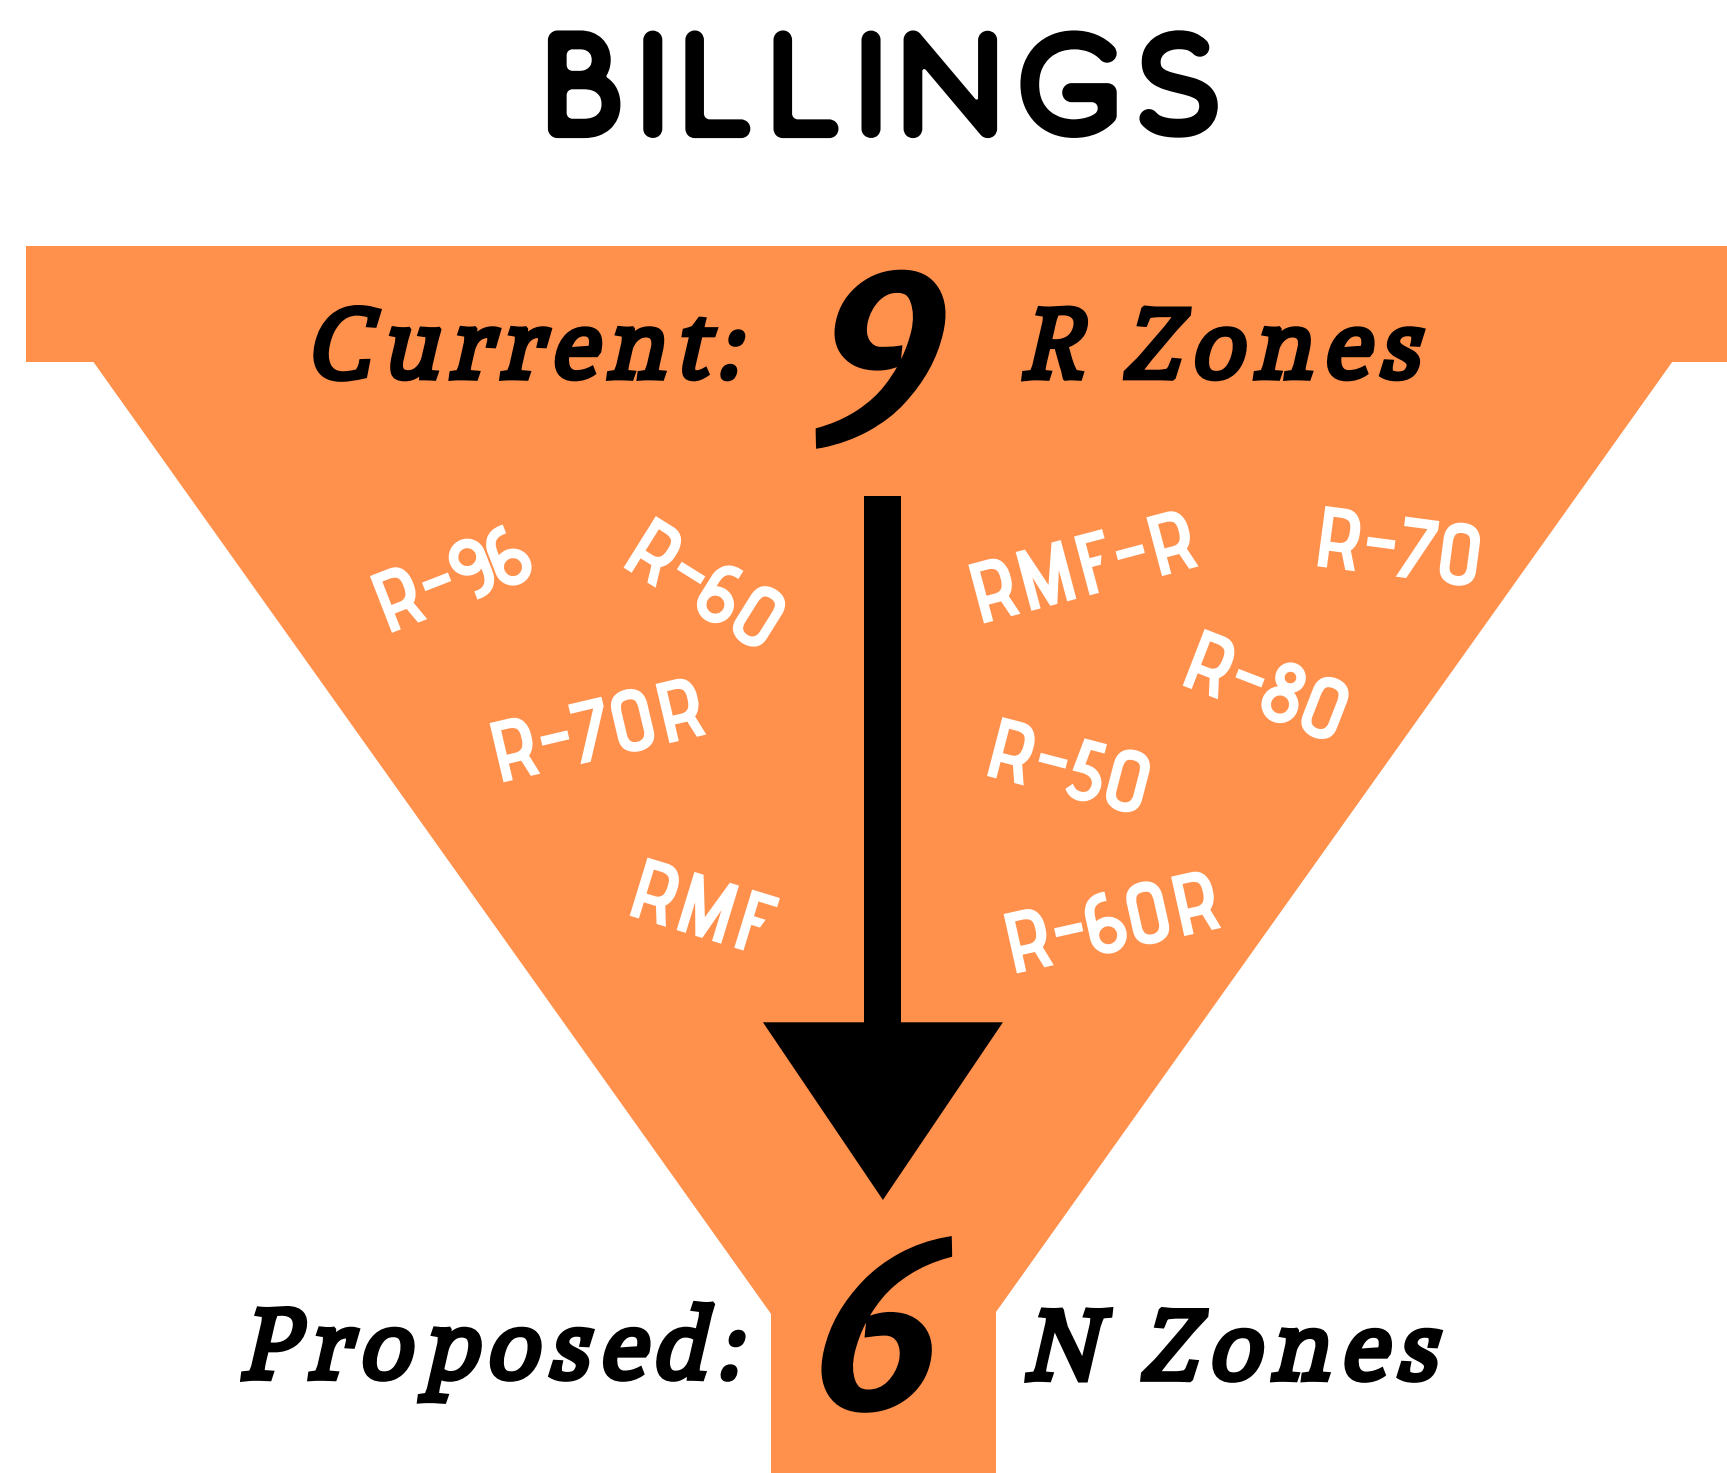 BILLINGS
Current: 9 R Zones
R-96
R-60
RMF-R
R-70
R-70R
R-50
R-80
RMF
R-60R
Proposed: 6 N Zones